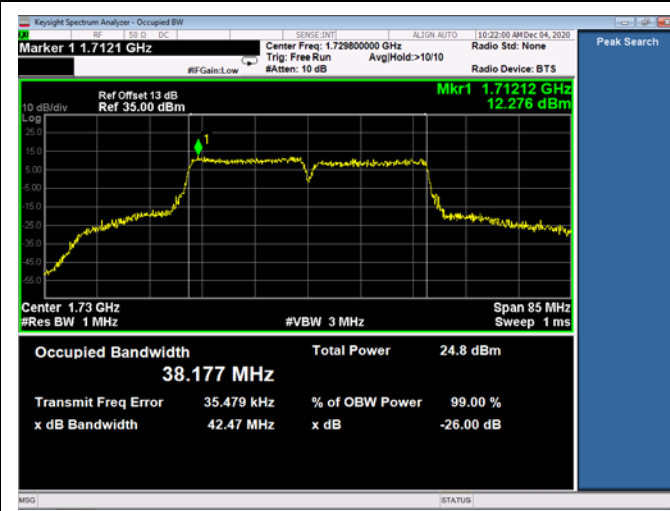 Keysight Spectrum Analyzer - Occupied BW
RF 50 Ω DC SENSE:INT ALIGN AUTO 10:22:00 AM Dec 04, 2020
Marker 1 1.7121 GHz
Center Freq: 1.729800000 GHz
Radio Std: None
Trig: Free Run Avg|Hold:>10/10
#IFGain:Low
#Atten: 10 dB
Radio Device: BTS
Peak Search
Mkr1 1.71212 GHz
12.276 dBm
Ref Offset 13 dB
10 dB/div Ref 35.00 dBm
Log
25.0
15.0
5.00
-5.00
-15.0
-25.0
-35.0
-45.0
-55.0
1
Center 1.73 GHz Span 85 MHz
#Res BW 1 MHz #VBW 3 MHz Sweep 1 ms
Occupied Bandwidth Total Power 24.8 dBm
38.177 MHz
Transmit Freq Error 35.479 kHz % of OBW Power 99.00 %
x dB Bandwidth 42.47 MHz x dB -26.00 dB
MSG STATUS